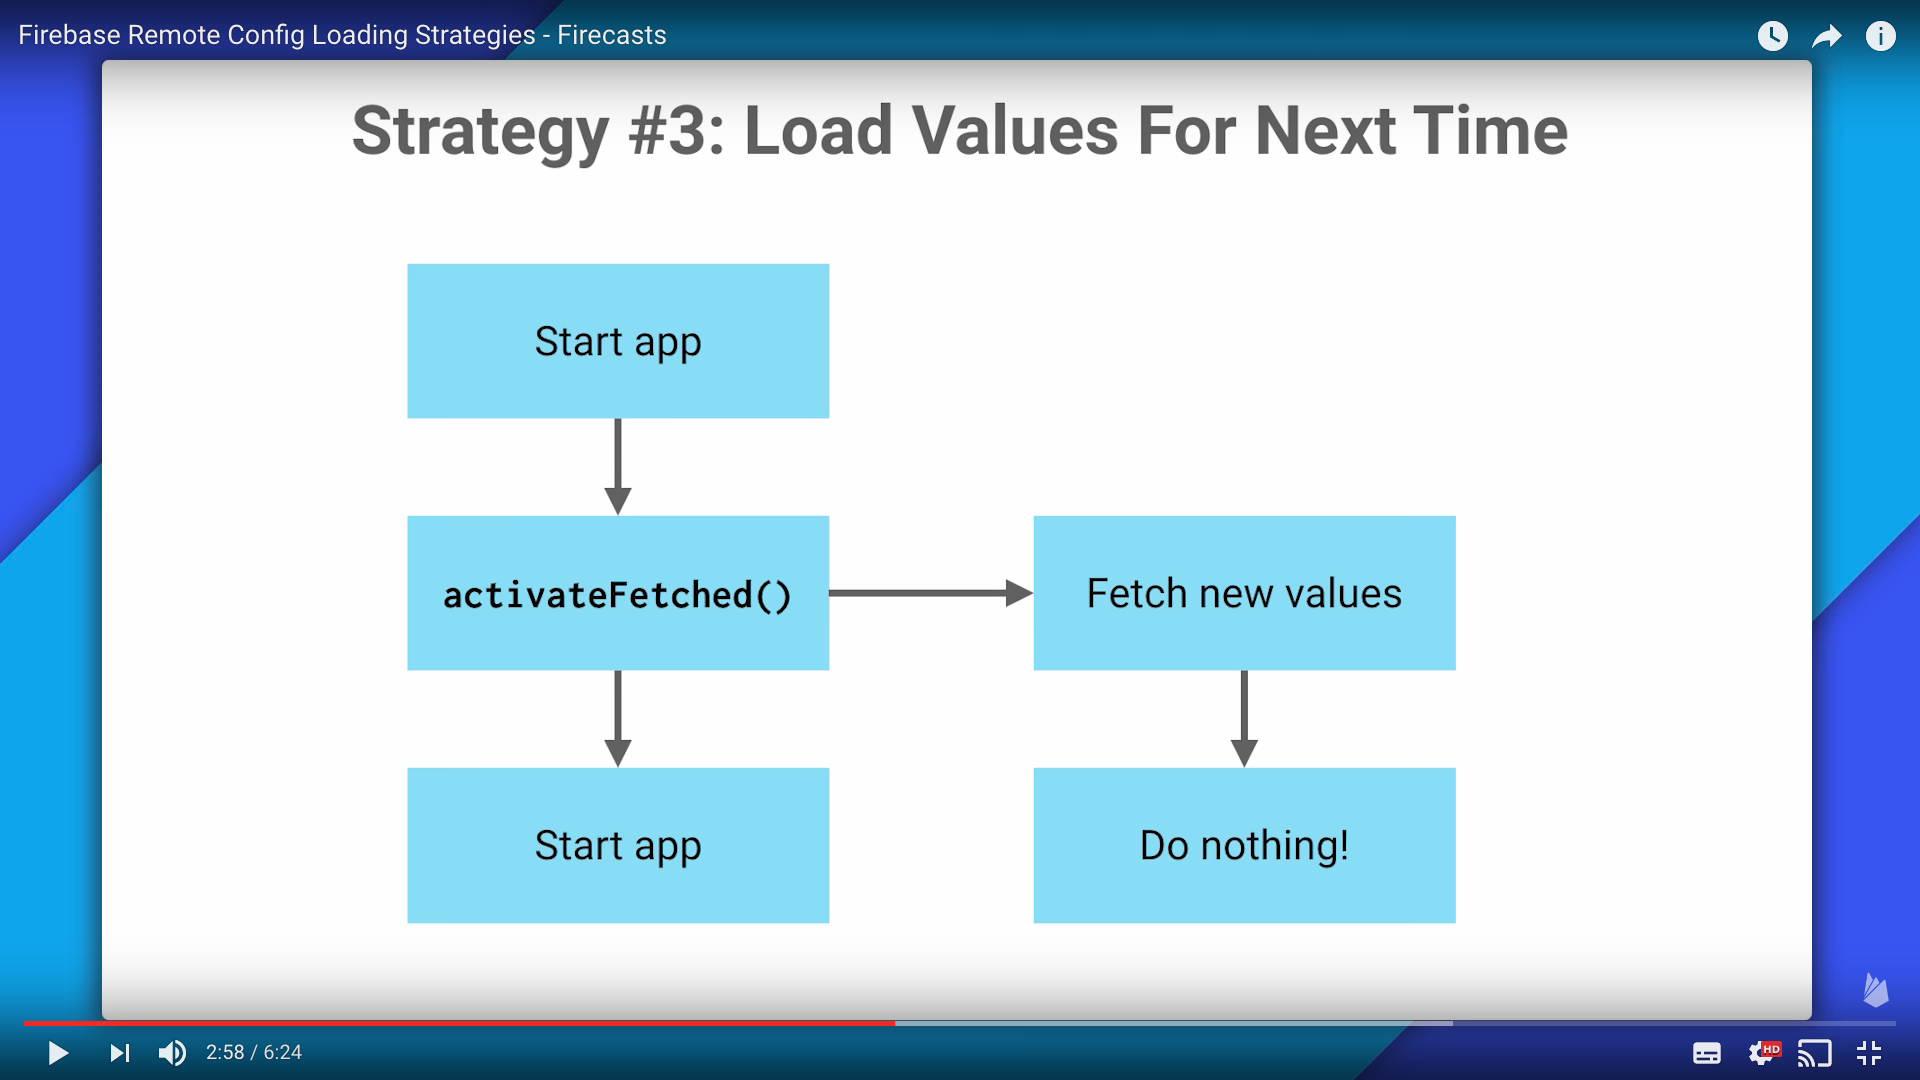 Firebase Remote Config Loading Strategies - Firecasts
Strategy #3: Load Values For Next Time
Start app
activateFetched()
Fetch new values
Start app
Do nothing!
2:58 / 6:24
HD